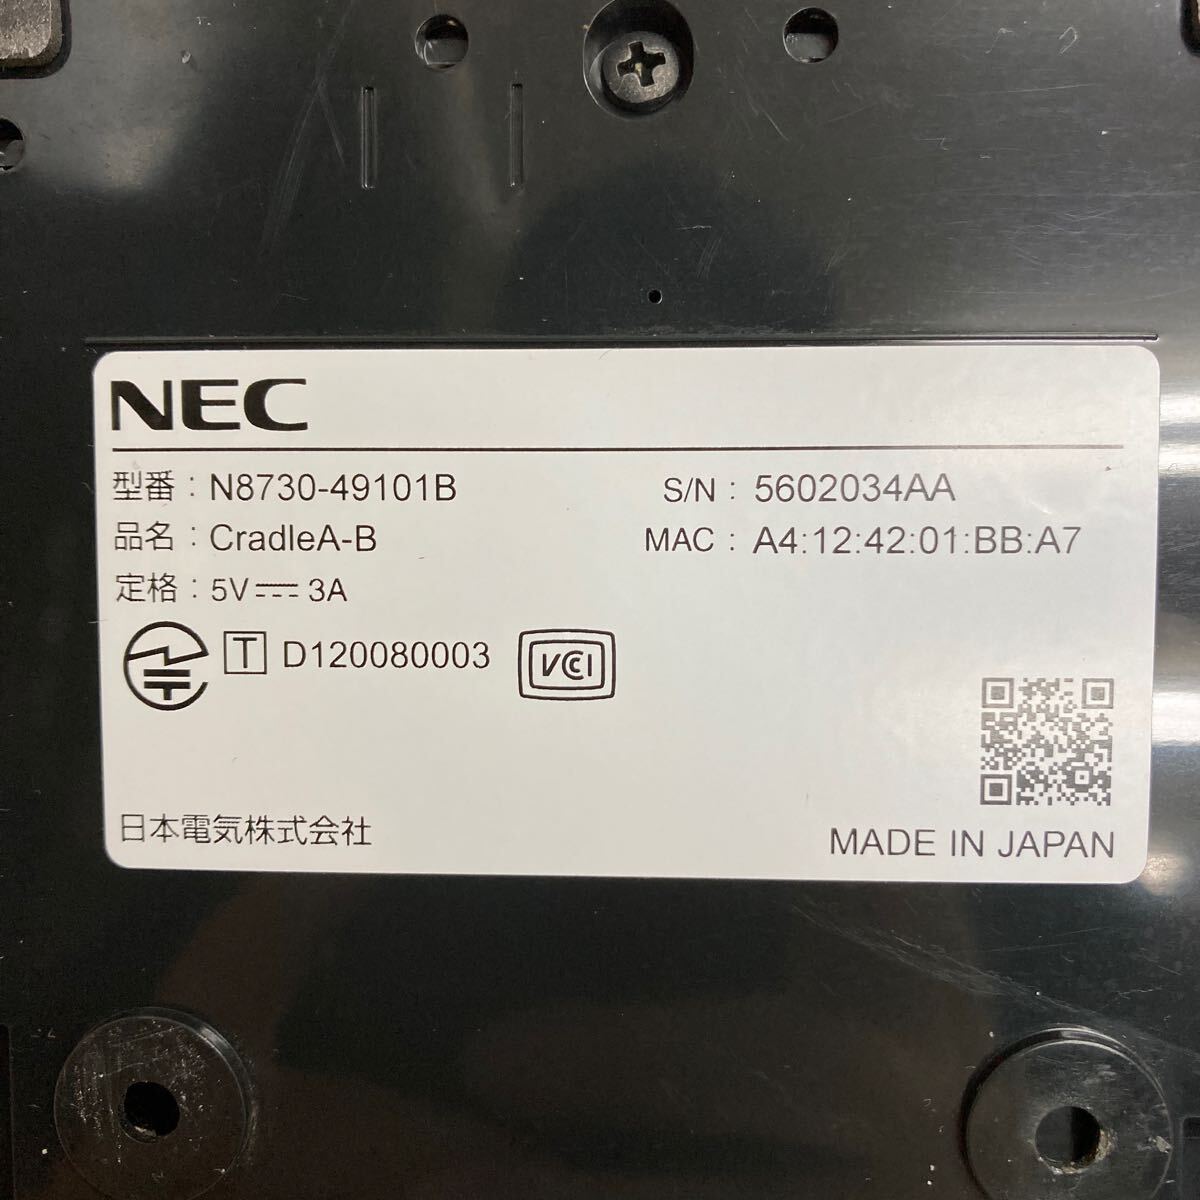 NEC
型番：N8730-49101B
S/N：5602034AA
品名：CradleA-B
MAC：A4:12:42:01:BB:A7
定格：5V⎓3A
T D120080003
VCCI
日本電気株式会社
MADE IN JAPAN